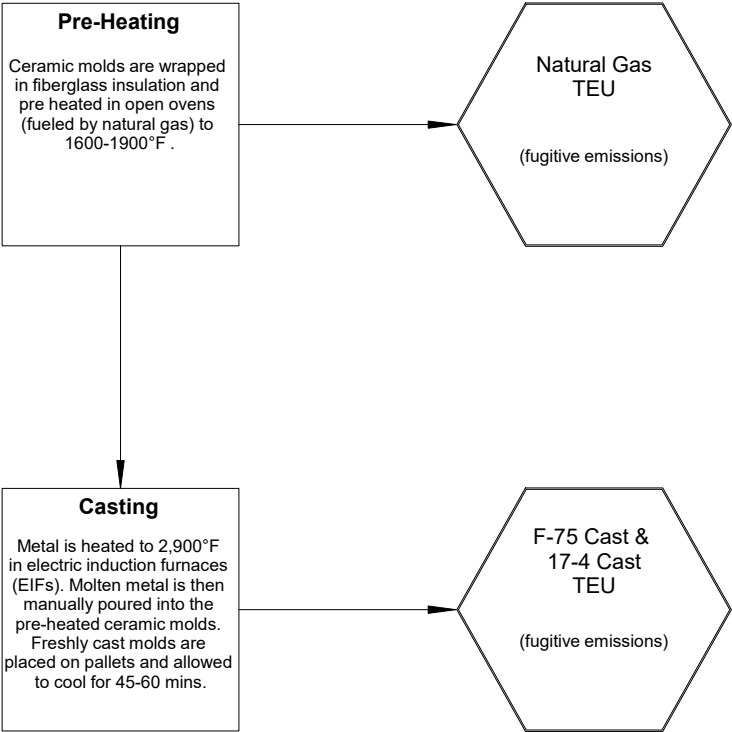 Pre-Heating
Ceramic molds are wrapped
in fiberglass insulation and
pre heated in open ovens
(fueled by natural gas) to
1600-1900°F .
Natural Gas
TEU
(fugitive emissions)
Casting
Metal is heated to 2,900°F
in electric induction furnaces
(EIFs). Molten metal is then
manually poured into the
pre-heated ceramic molds.
Freshly cast molds are
placed on pallets and allowed
to cool for 45-60 mins.
F-75 Cast &
17-4 Cast
TEU
(fugitive emissions)